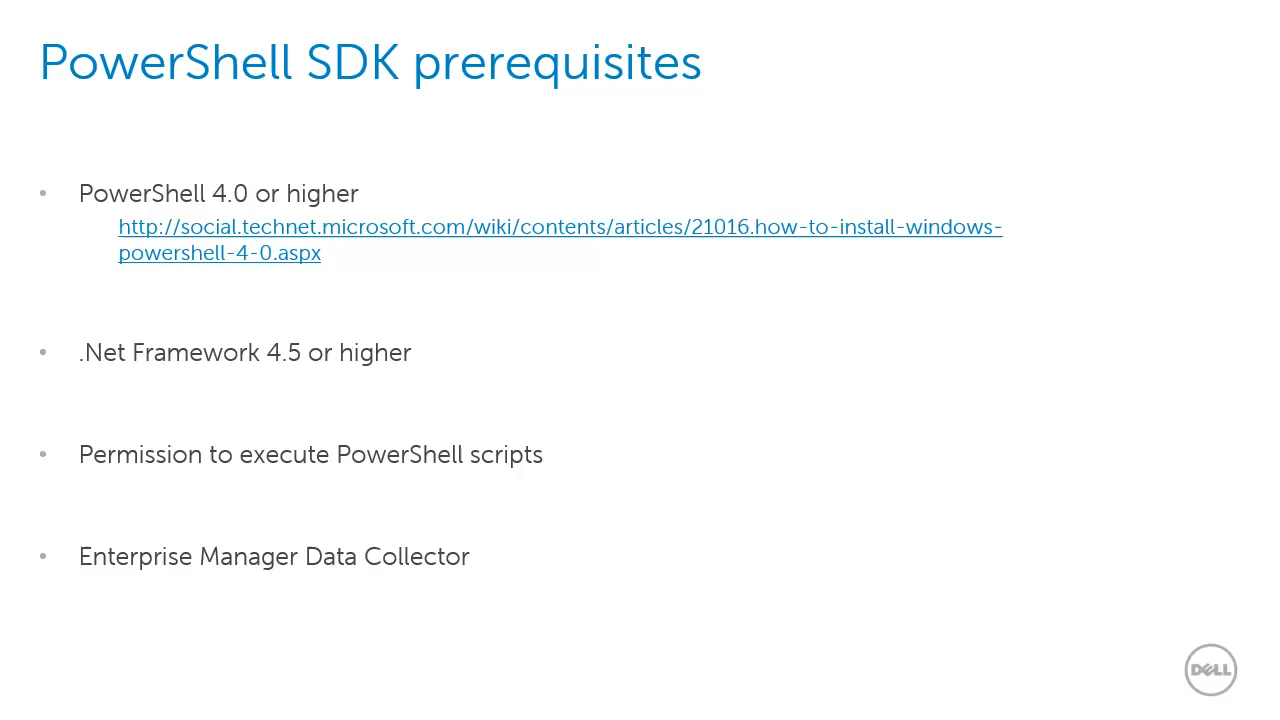 PowerShell SDK prerequisites
• PowerShell 4.0 or higher
http://social.technet.microsoft.com/wiki/contents/articles/21016.how-to-install-windows-
powershell-4-0.aspx
• .Net Framework 4.5 or higher
• Permission to execute PowerShell scripts
• Enterprise Manager Data Collector
DELL